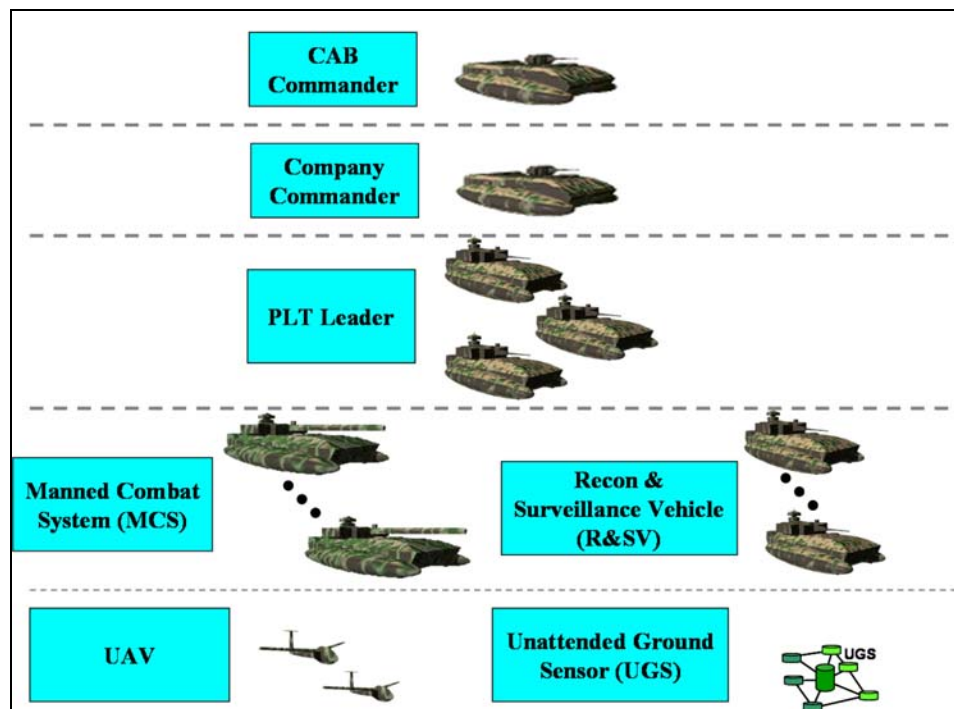 CAB
Commander
Company
Commander
PLT Leader
Manned Combat
System (MCS)
Recon &
Surveillance Vehicle
(R&SV)
UAV
Unattended Ground
Sensor (UGS)
UGS